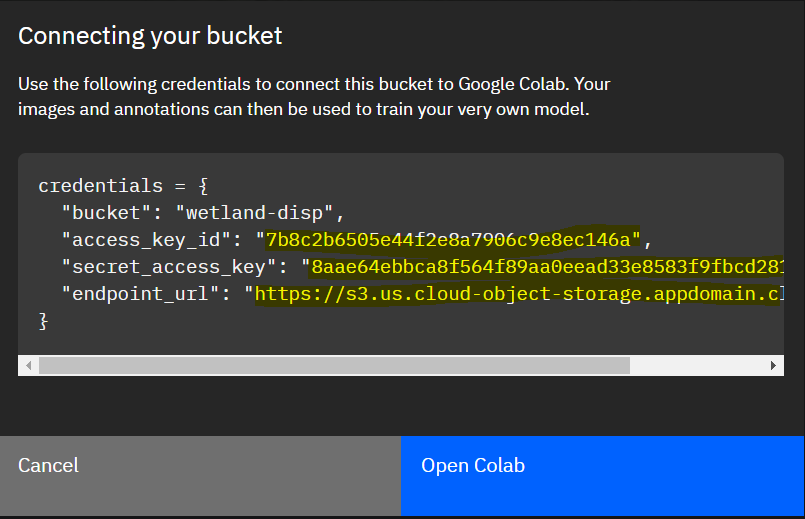 Connecting your bucket
Use the following credentials to connect this bucket to Google Colab. Your
images and annotations can then be used to train your very own model.
credentials = {
"bucket": "wetland-disp",
"access_key_id": "7b8c2b6505e44f2e8a7906c9e8ec146a",
"secret_access_key": "8aae64ebbca8f564f89aa0eead33e8583f9fbcd281
"endpoint_url": "https://s3.us.cloud-object-storage.appdomain.cl
}
Cancel
Open Colab